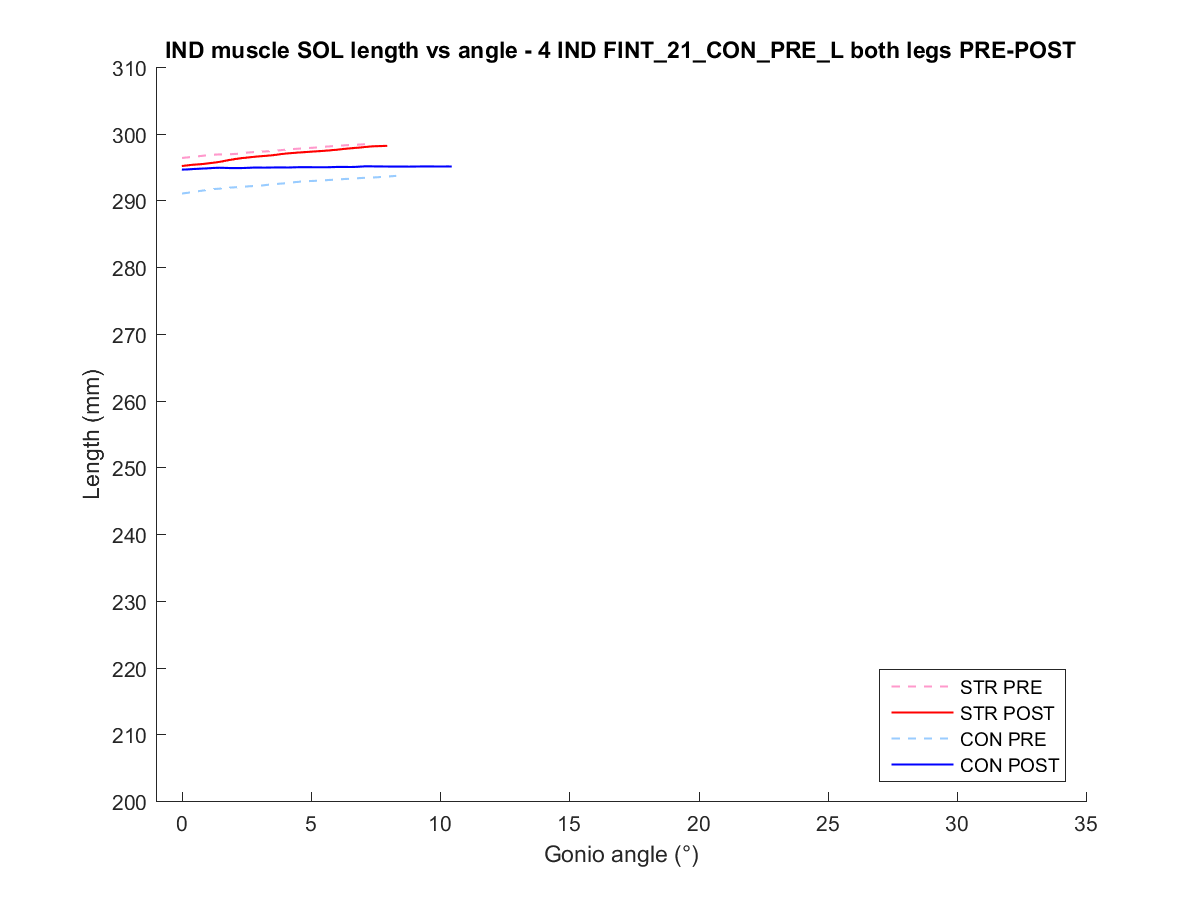 IND muscle SOL length vs angle - 4 IND FINT_21_CON_PRE_L both legs PRE-POST
310
300
290
280
270
260
250
240
230
220
210
200
Length (mm)
0 5 10 15 20 25 30 35
Gonio angle (°)
STR PRE
STR POST
CON PRE
CON POST